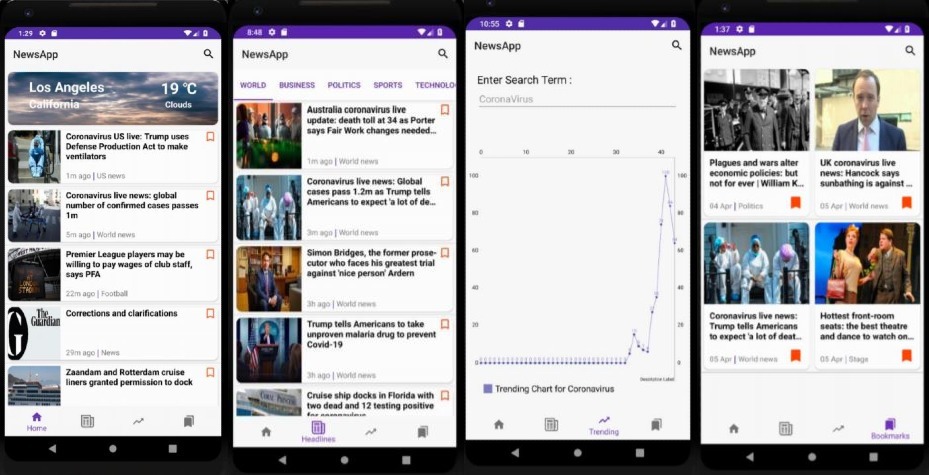 1:29
NewsApp
Los Angeles
19 °C
California
Clouds
Coronavirus US live: Trump uses
Defense Production Act to make
ventilators
1m ago | US news
Coronavirus live news: global
number of confirmed cases passes
1m
5m ago | World news
Premier League players may be
willing to pay wages of club staff,
says PFA
22m ago | Football
The
Guardian
Corrections and clarifications
29m ago | News
Zaandam and Rotterdam cruise
liners granted permission to dock
Home
8:48
NewsApp
WORLD BUSINESS POLITICS SPORTS TECHNOLO
Australia coronavirus live
update: death toll at 34 as Porter
says Fair Work changes needed...
1m ago | World news
Coronavirus live news: Global
cases pass 1.2m as Trump tells
Americans to expect 'a lot of de...
3m ago | World news
Simon Bridges, the former prose-
cutor who faces his greatest trial
against 'nice person' Ardern
3h ago | World news
Trump tells Americans to take
unproven malaria drug to prevent
Covid-19
3h ago | World news
Cruise ship docks in Florida with
two dead and 12 testing positive
for coronavirus
Headlines
10:55
NewsApp
Enter Search Term :
CoronaVirus
0 10 20 30 40
100 100
80 80
60 60
40 40
20 20
0 0
Description Label
Trending Chart for Coronavirus
Trending
1:37
NewsApp
Plagues and wars alter
economic policies: but
not for ever | William K...
04 Apr | Politics
UK coronavirus live
news: Hancock says
sunbathing is against ...
05 Apr | World news
Coronavirus live news:
Trump tells Americans
to expect 'a lot of deat...
05 Apr | World news
Hottest front-room
seats: the best theatre
and dance to watch on...
03 Apr | Stage
Bookmarks